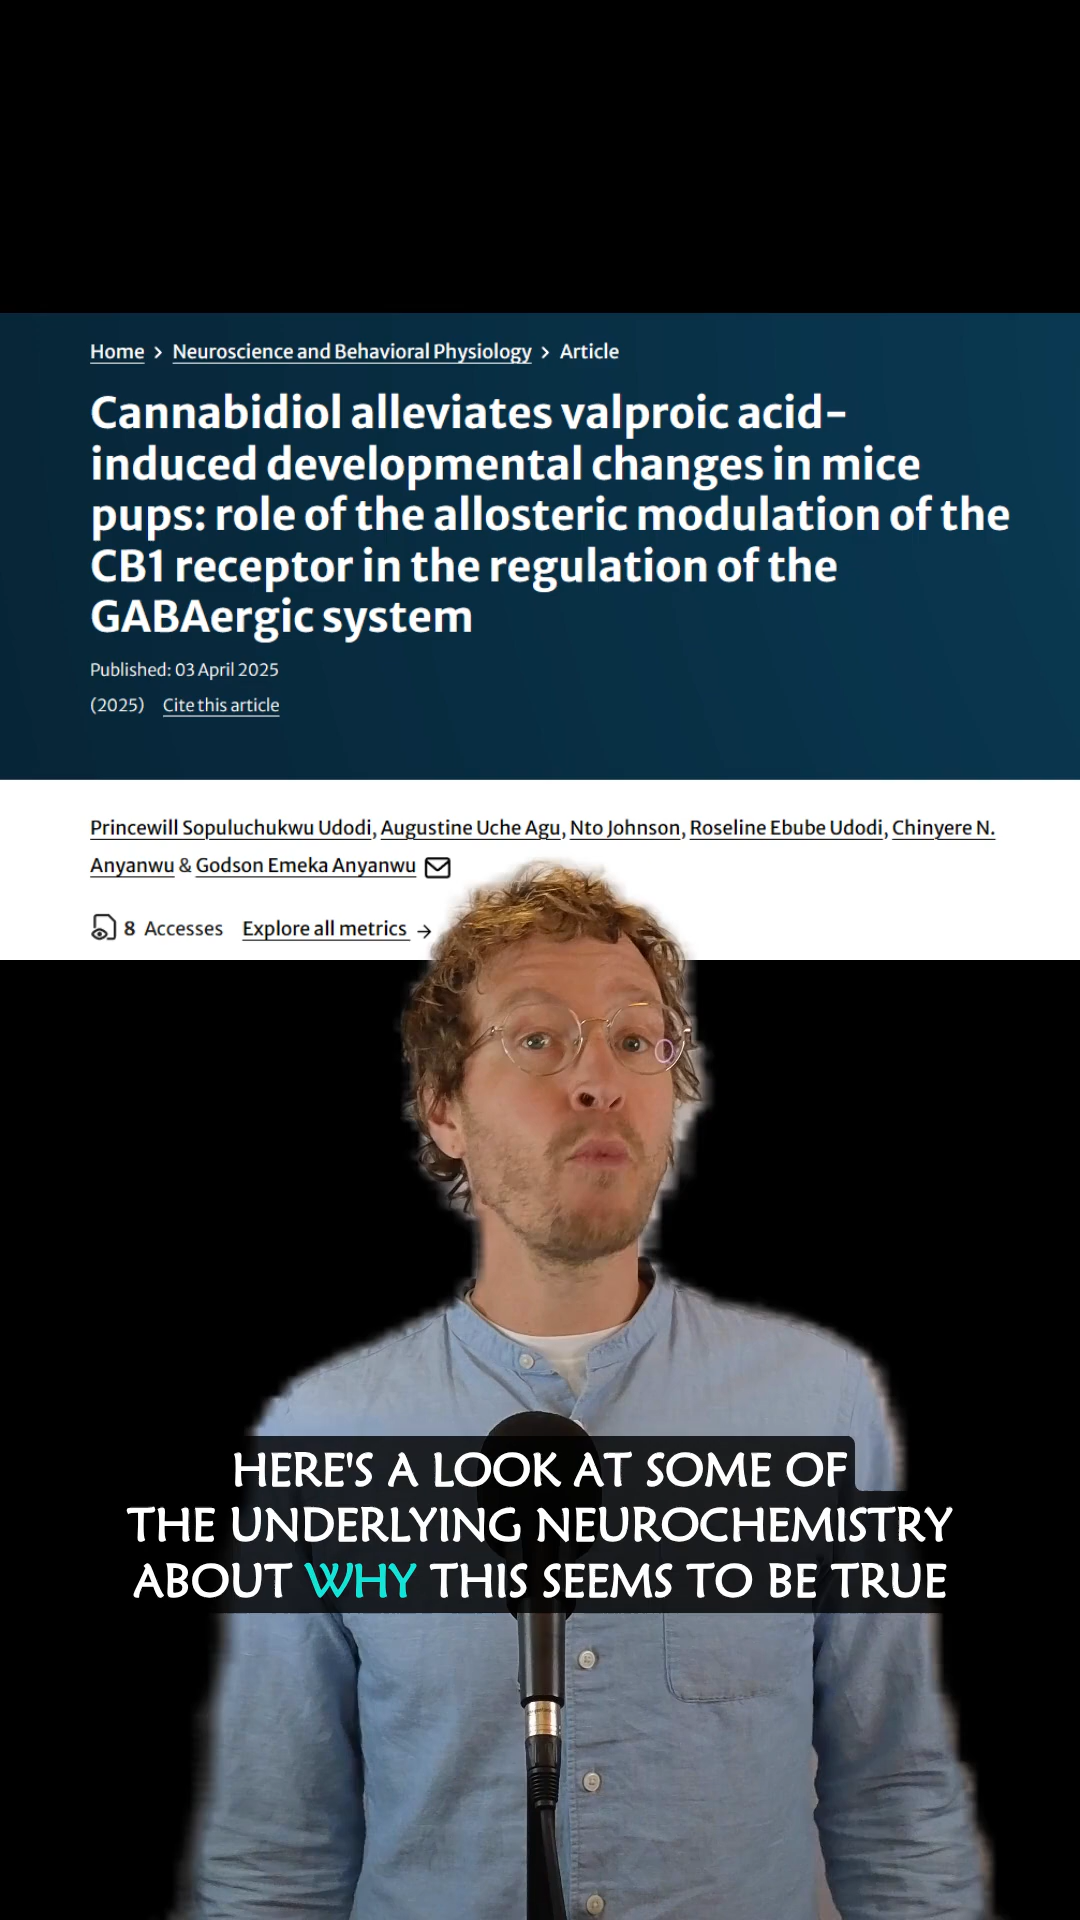 Home > Neuroscience and Behavioral Physiology > Article
Cannabidiol alleviates valproic acid-
induced developmental changes in mice
pups: role of the allosteric modulation of the
CB1 receptor in the regulation of the
GABAergic system
Published: 03 April 2025
(2025) Cite this article
Princewill Sopuluchukwu Udodi, Augustine Uche Agu, Nto Johnson, Roseline Ebube Udodi, Chinyere N.
Anyanwu & Godson Emeka Anyanwu
8 Accesses Explore all metrics →
HERE'S A LOOK AT SOME OF
THE UNDERLYING NEUROCHEMISTRY
ABOUT WHY THIS SEEMS TO BE TRUE